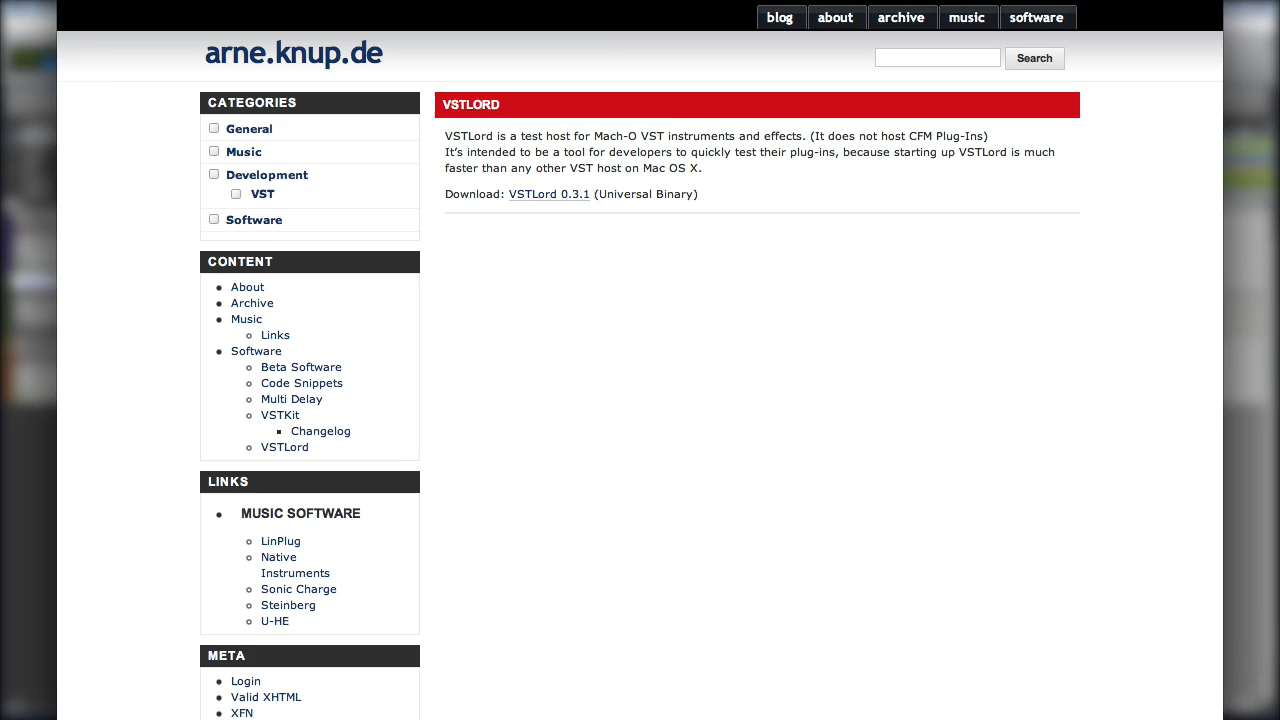 blog about archive music software
arne.knup.de
Search
CATEGORIES
General
Music
Development
VST
Software
CONTENT
About
Archive
Music
Links
Software
Beta Software
Code Snippets
Multi Delay
VSTKit
Changelog
VSTLord
LINKS
MUSIC SOFTWARE
LinPlug
Native
Instruments
Sonic Charge
Steinberg
U-HE
META
Login
Valid XHTML
XFN
VSTLORD
VSTLord is a test host for Mach-O VST instruments and effects. (It does not host CFM Plug-Ins)
It’s intended to be a tool for developers to quickly test their plug-ins, because starting up VSTLord is much
faster than any other VST host on Mac OS X.
Download: VSTLord 0.3.1 (Universal Binary)